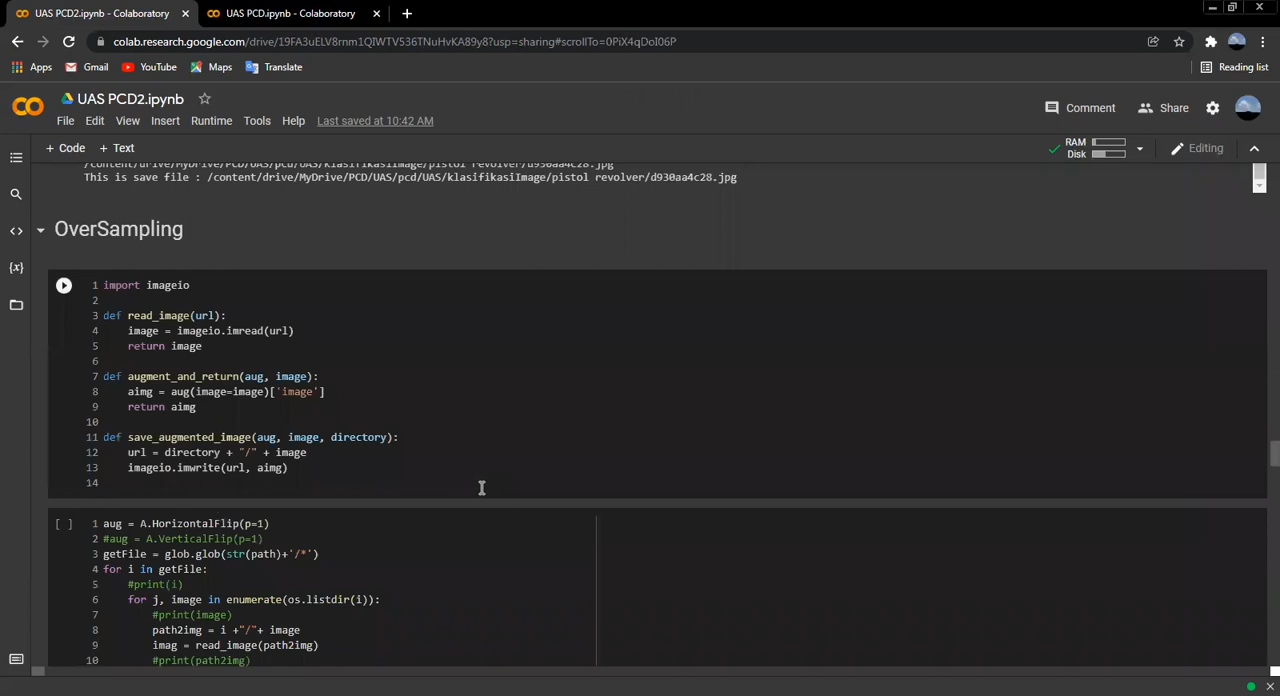 UAS PCD2.ipynb - Colaboratory
UAS PCD.ipynb - Colaboratory
colab.research.google.com/drive/19FA3uELV8rnm1QIWTV536TNuHvKA89y8?usp=sharing#scrollTo=0PiX4qDoI06P
Apps Gmail YouTube Maps Translate Reading list
UAS PCD2.ipynb
Comment Share
File Edit View Insert Runtime Tools Help Last saved at 10:42 AM
+ Code + Text
RAM
Disk
Editing
/content/drive/MyDrive/PCD/UAS/pcd/UAS/klasifikasiImage/pistol revolver/d930aa4c28.jpg
This is save file : /content/drive/MyDrive/PCD/UAS/pcd/UAS/klasifikasiImage/pistol revolver/d930aa4c28.jpg
OverSampling
1 import imageio
2
3 def read_image(url):
4 image = imageio.imread(url)
5 return image
6
7 def augment_and_return(aug, image):
8 aimg = aug(image=image)['image']
9 return aimg
10
11 def save_augmented_image(aug, image, directory):
12 url = directory + "/" + image
13 imageio.imwrite(url, aimg)
14
[ ] 1 aug = A.HorizontalFlip(p=1)
2 #aug = A.VerticalFlip(p=1)
3 getFile = glob.glob(str(path)+'/*')
4 for i in getFile:
5 #print(i)
6 for j, image in enumerate(os.listdir(i)):
7 #print(image)
8 path2img = i +"/"+ image
9 imag = read_image(path2img)
10 #print(path2img)